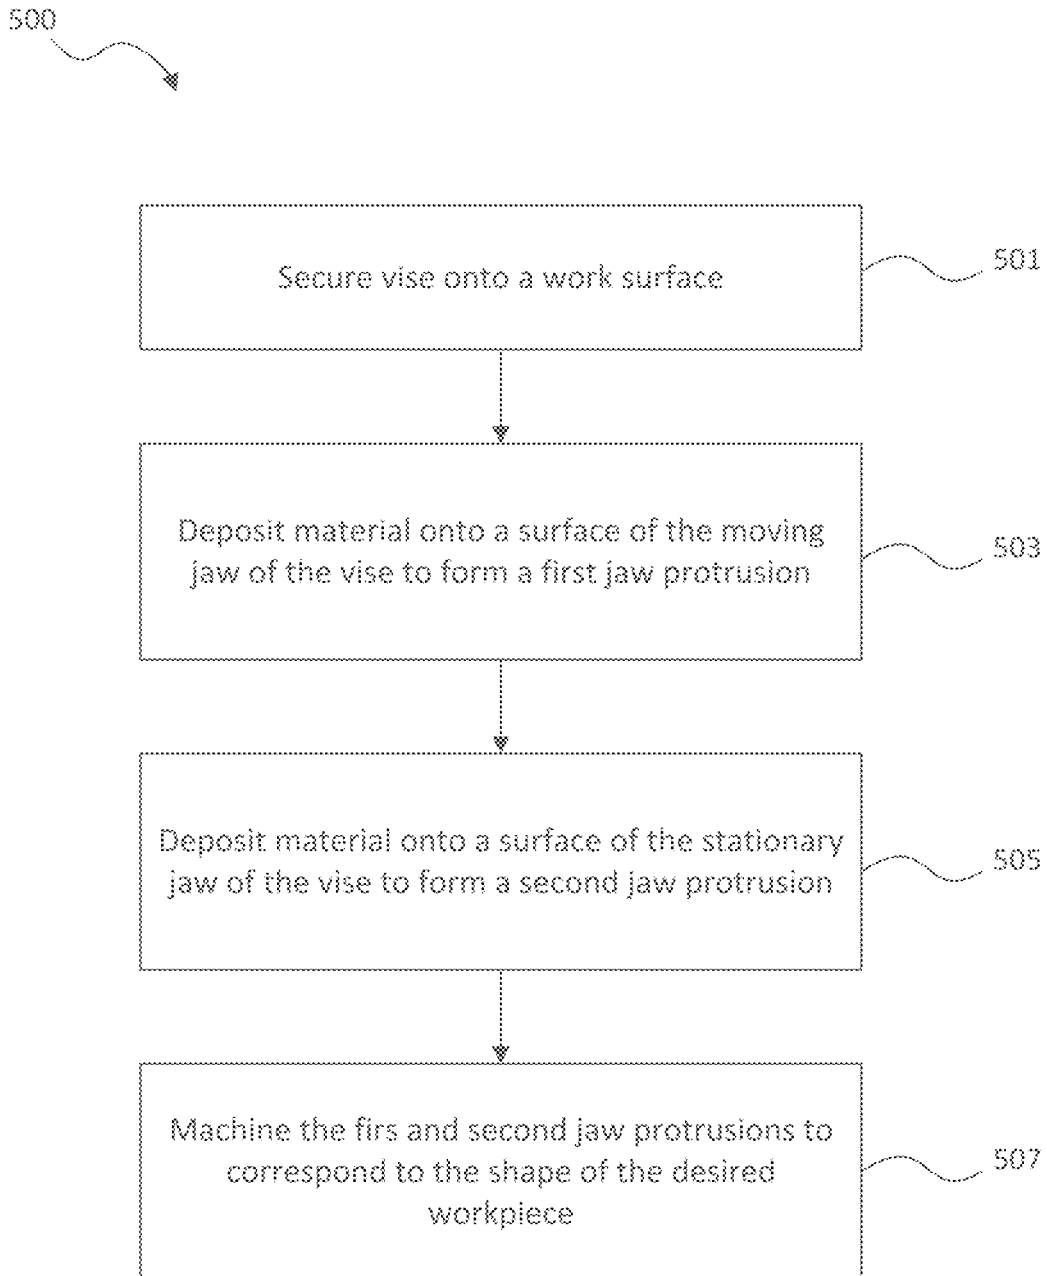 500
Secure vise onto a work surface
501
Deposit material onto a surface of the moving
jaw of the vise to form a first jaw protrusion
503
Deposit material onto a surface of the stationary
jaw of the vise to form a second jaw protrusion
505
Machine the firs and second jaw protrusions to
correspond to the shape of the desired
workpiece
507